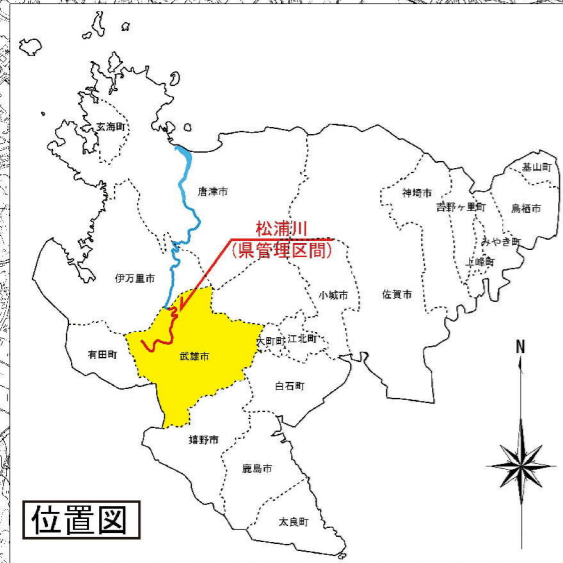 玄海町
唐津市
松浦川
(県管理区間)
伊万里市
有田町
武雄市
大町町
江北町
白石町
小城市
佐賀市
神埼市
吉野ヶ里町
基山町
鳥栖市
みやき町
上峰町
嬉野市
鹿島市
太良町
N
位置図